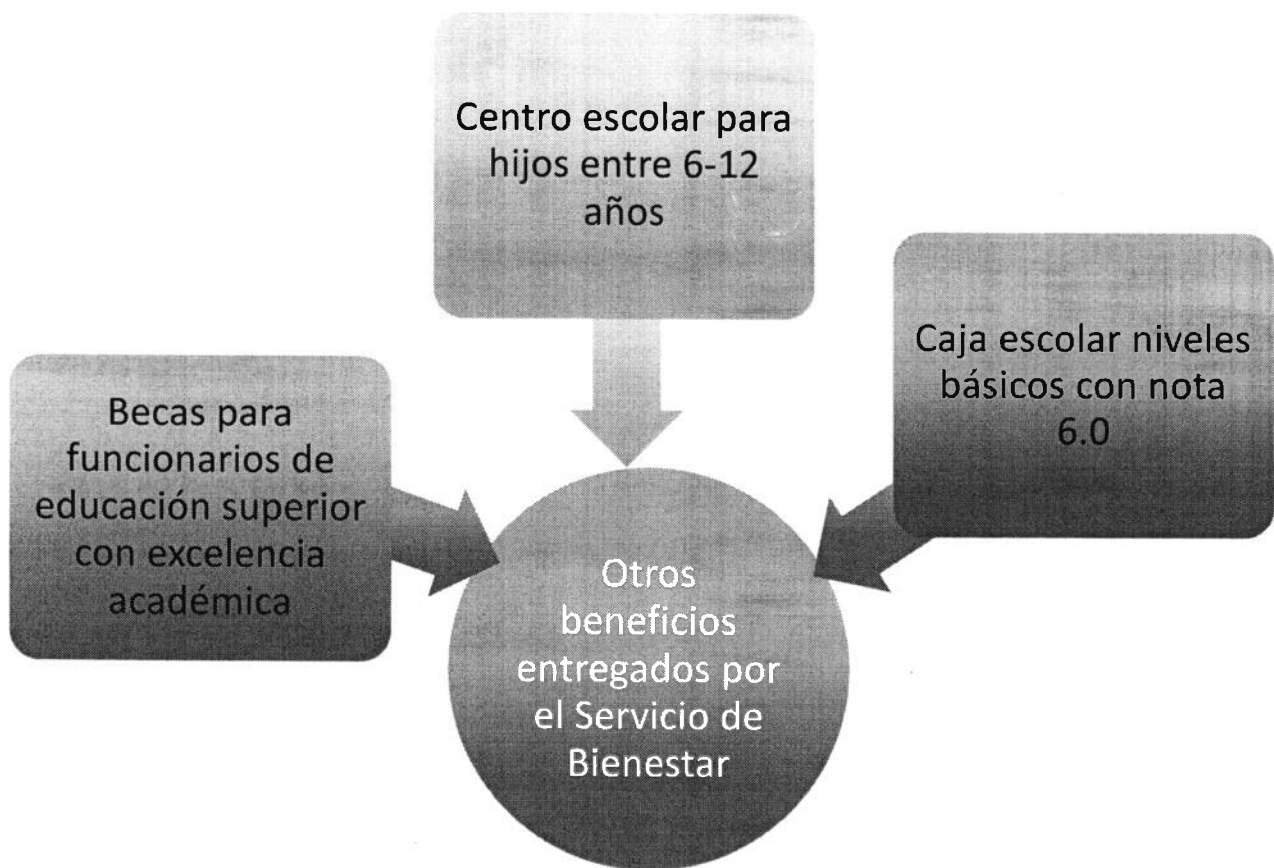 Centro escolar para
hijos entre 6-12
años
Caja escolar niveles
básicos con nota
6.0
Becas para
funcionarios de
educación superior
con excelencia
académica
Otros
beneficios
entregados por
el Servicio de
Bienestar